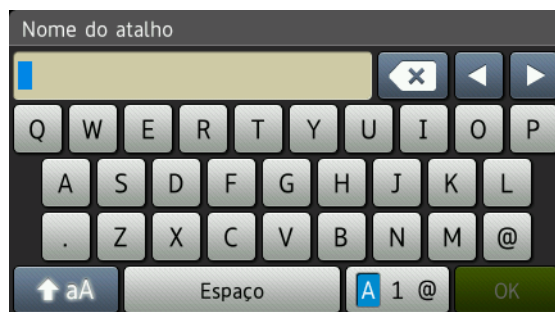 Nome do atalho
Q W E R T Y U I O P
A S D F G H J K L
. Z X C V B N M @
aA Espaço A 1 @ OK